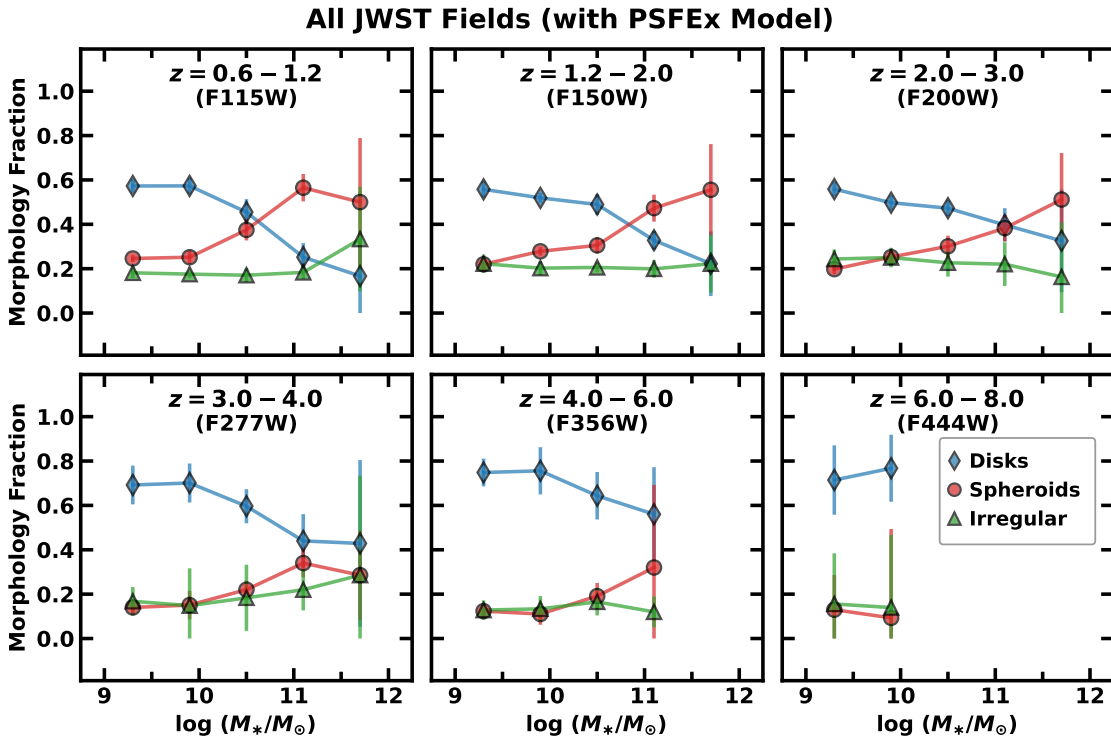 All JWST Fields (with PSFEx Model)
z = 0.6 − 1.2
(F115W)
z = 1.2 − 2.0
(F150W)
z = 2.0 − 3.0
(F200W)
Morphology Fraction
1.0
0.8
0.6
0.4
0.2
0.0
z = 3.0 − 4.0
(F277W)
z = 4.0 − 6.0
(F356W)
z = 6.0 − 8.0
(F444W)
Disks
Spheroids
Irregular
Morphology Fraction
1.0
0.8
0.6
0.4
0.2
0.0
9 10 11 12
9 10 11 12
9 10 11 12
log (M∗/M⊙)
log (M∗/M⊙)
log (M∗/M⊙)